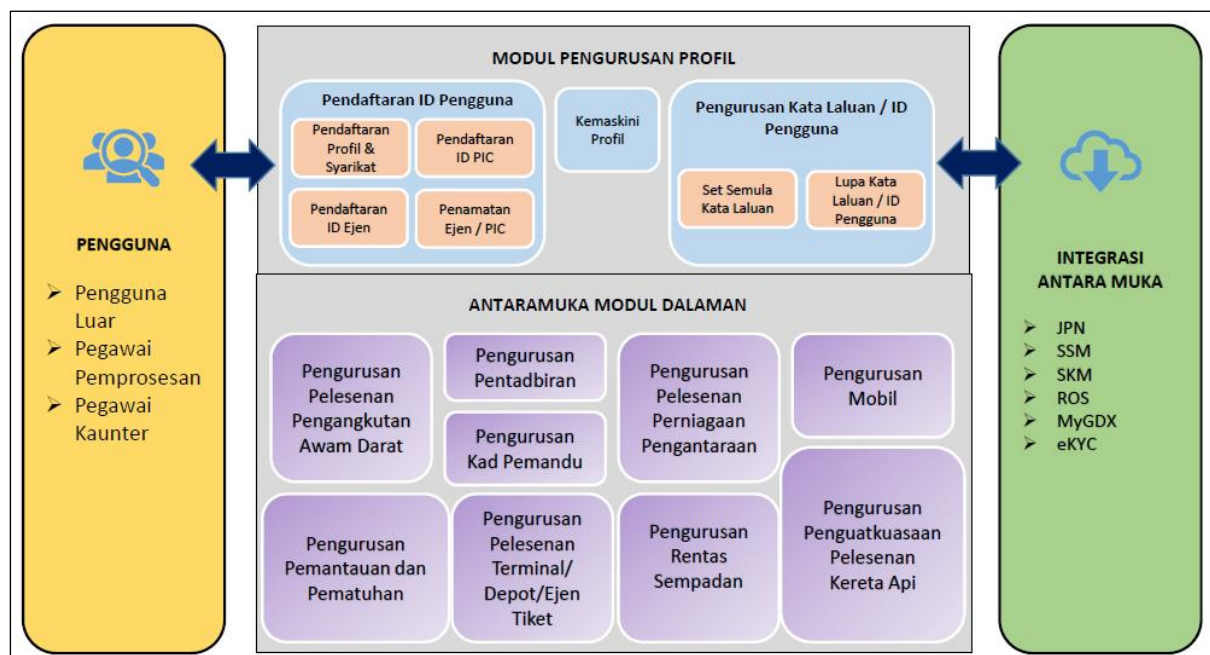 PENGGUNA
➢ Pengguna
Luar
➢ Pegawai
Pemprosesan
➢ Pegawai
Kaunter
MODUL PENGURUSAN PROFIL
Pendaftaran ID Pengguna
Pendaftaran
Profil &
Syarikat
Pendaftaran
ID PIC
Pendaftaran
ID Ejen
Penamatan
Ejen / PIC
Kemaskini
Profil
Pengurusan Kata Laluan / ID
Pengguna
Set Semula
Kata Laluan
Lupa Kata
Laluan / ID
Pengguna
ANTARAMUKA MODUL DALAMAN
Pengurusan
Pelesenan
Pengangkutan
Awam Darat
Pengurusan
Pentadbiran
Pengurusan
Kad Pemandu
Pengurusan
Pelesenan
Perniagaan
Pengantaraan
Pengurusan
Mobil
Pengurusan
Pemantauan dan
Pematuhan
Pengurusan
Pelesenan
Terminal/
Depot/Ejen
Tiket
Pengurusan
Rentas
Sempadan
Pengurusan
Penguatkuasaan
Pelesenan
Kereta Api
INTEGRASI
ANTARA MUKA
➢ JPN
➢ SSM
➢ SKM
➢ ROS
➢ MyGDX
➢ eKYC